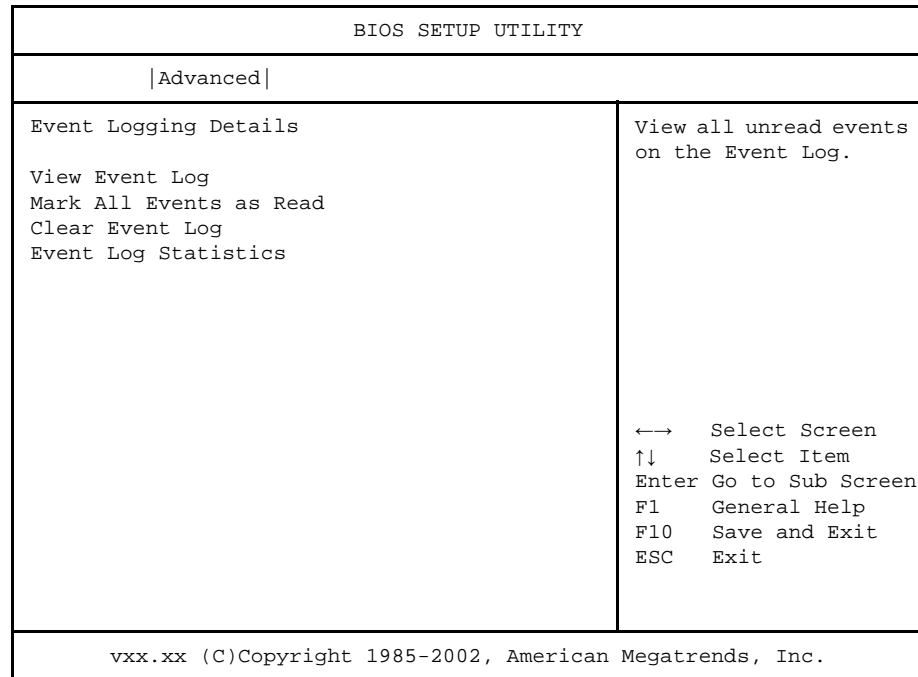 BIOS SETUP UTILITY
|Advanced|
Event Logging Details
View Event Log
Mark All Events as Read
Clear Event Log
Event Log Statistics
View all unread events
on the Event Log.
←→ Select Screen
↑↓ Select Item
Enter Go to Sub Screen
F1 General Help
F10 Save and Exit
ESC Exit
vxx.xx (C)Copyright 1985-2002, American Megatrends, Inc.